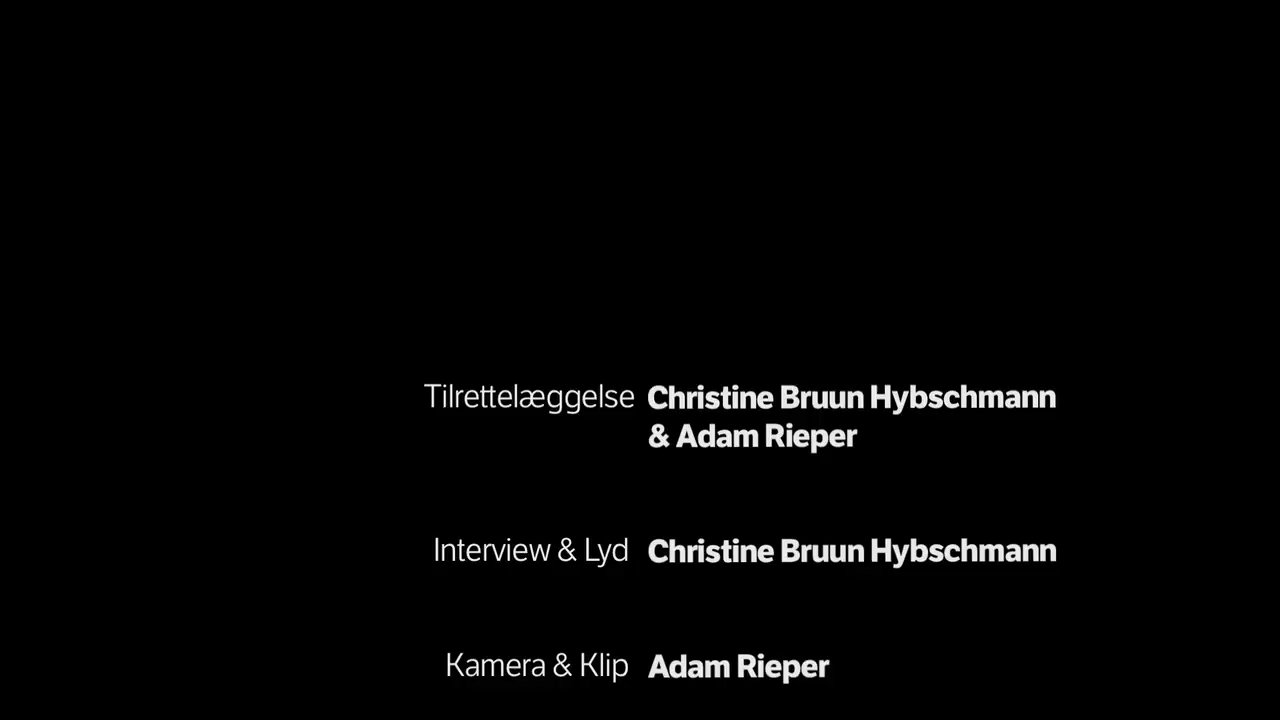 Tilrettelæggelse Christine Bruun Hybschmann
& Adam Rieper
Interview & Lyd Christine Bruun Hybschmann
Kamera & Klip Adam Rieper